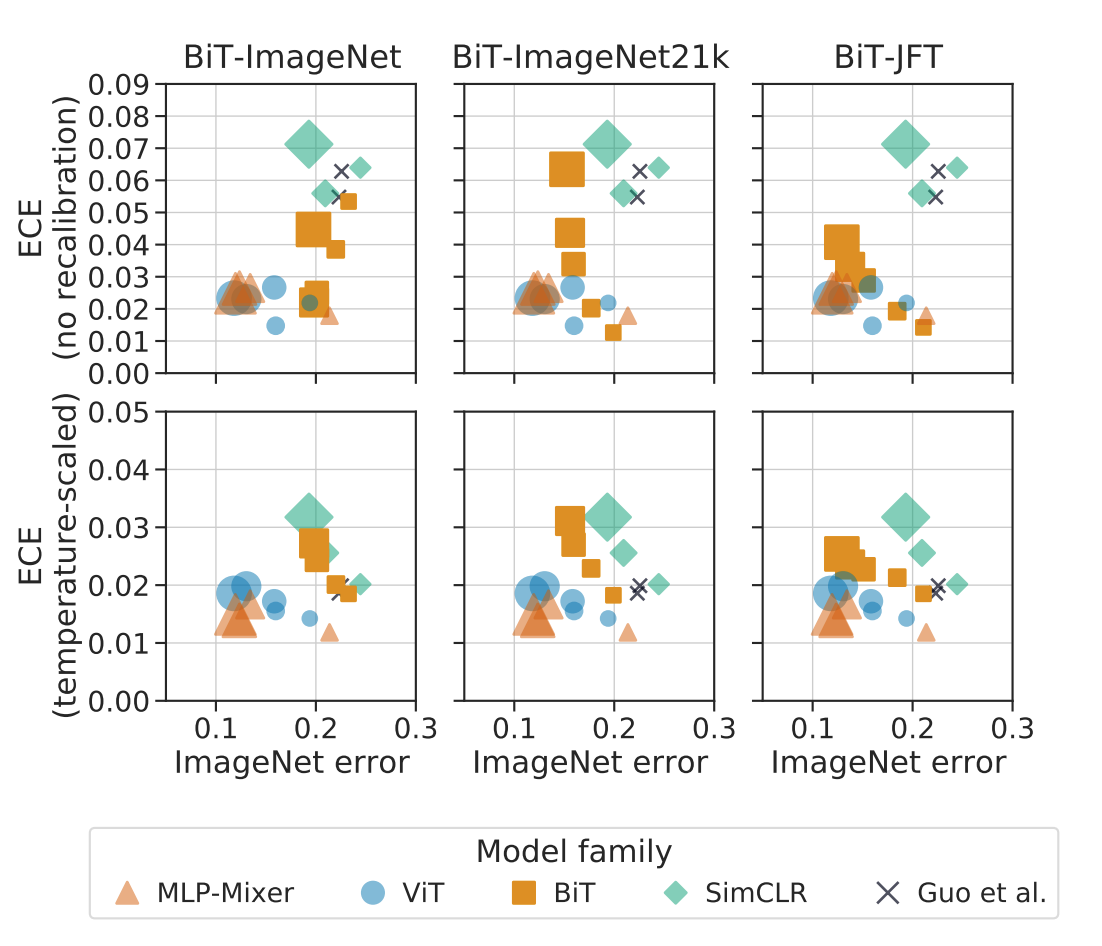 BiT-ImageNet BiT-ImageNet21k BiT-JFT
ECE
(no recalibration)
0.09
0.08
0.07
0.06
0.05
0.04
0.03
0.02
0.01
0.00
ECE
(temperature-scaled)
0.05
0.04
0.03
0.02
0.01
0.00
0.1 0.2 0.3 0.1 0.2 0.3 0.1 0.2 0.3
ImageNet error ImageNet error ImageNet error
Model family
MLP-Mixer ViT BiT SimCLR Guo et al.